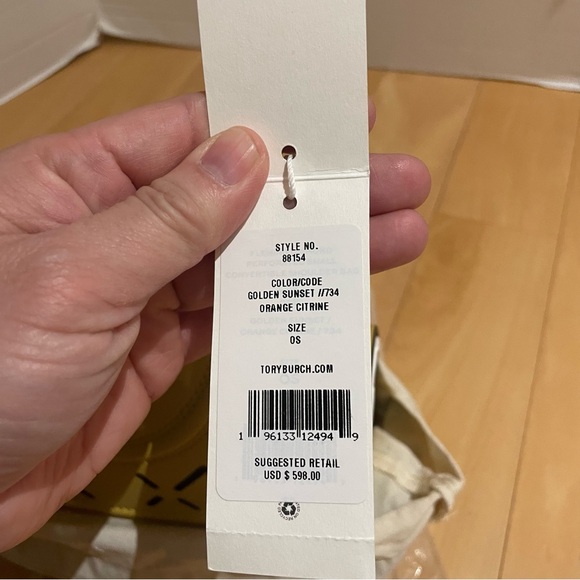 STYLE NO.
88154
COLOR/CODE
GOLDEN SUNSET //734
ORANGE CITRINE
SIZE
OS
TORYBURCH.COM
1 96133 12494 9
SUGGESTED RETAIL
USD $ 598.00